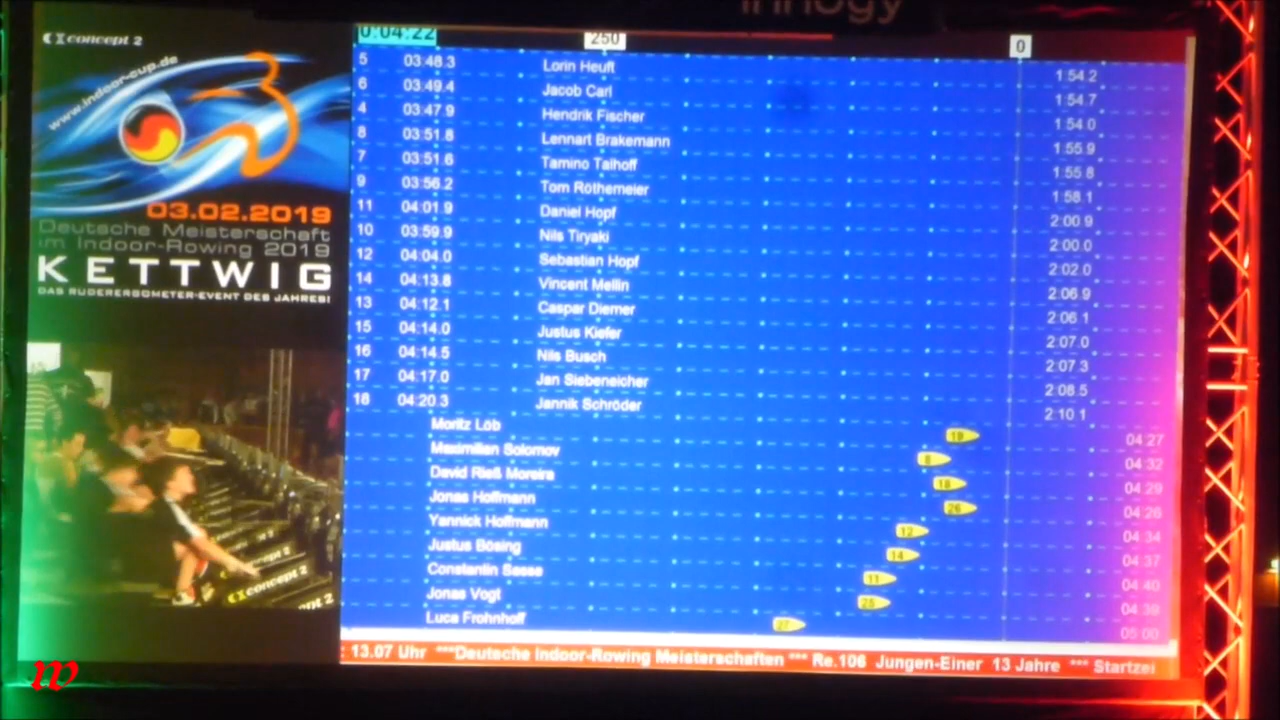 innogy
concept 2
www.indoor-cup.de
03.02.2019
Deutsche Meisterschaft
im Indoor-Rowing 2019
KETTWIG
DAS RUDERERGOMETER-EVENT DES JAHRES!
0:04:22 250 0
5 03:48.3 Lorin Heuft 1:54.2
6 03:49.4 Jacob Carl 1:54.7
4 03:47.9 Hendrik Fischer 1:54.0
8 03:51.8 Lennart Brakemann 1:55.9
7 03:51.6 Tamino Talhoff 1:55.8
9 03:56.2 Tom Röthemeier 1:58.1
11 04:01.9 Daniel Hopf 2:00.9
10 03:59.9 Nils Tiryaki 2:00.0
12 04:04.0 Sebastian Hopf 2:02.0
14 04:13.8 Vincent Mellin 2:06.9
13 04:12.1 Caspar Diemer 2:06.1
15 04:14.0 Justus Kiefer 2:07.0
16 04:14.5 Nils Busch 2:07.3
17 04:17.0 Jan Siebeneicher 2:08.5
18 04:20.3 Jannik Schröder 2:10.1
Moritz Löb 19 04:27
Maximilian Solomov 04:32
David Rieß Moreira 18 04:29
Jonas Hoffmann 26 04:26
Yannick Hoffmann 12 04:34
Justus Bösing 14 04:37
Constantin Sasse 11 04:40
Jonas Vogt 25 04:39
Luca Frohnhoff 27 05:00
13.07 Uhr ***Deutsche Indoor-Rowing Meisterschaften *** Re.106 Jungen-Einer 13 Jahre *** Startzei
concept 2
concept 2
pt 2
w